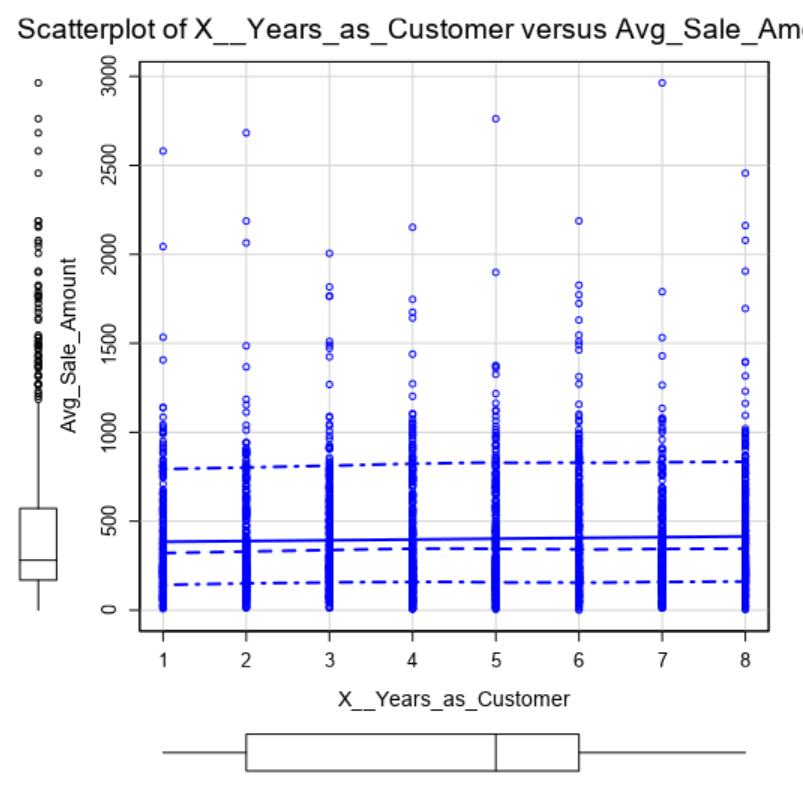 Scatterplot of X__Years_as_Customer versus Avg_Sale_Am
3000
2500
2000
1500
1000
500
0
Avg_Sale_Amount
1 2 3 4 5 6 7 8
X__Years_as_Customer